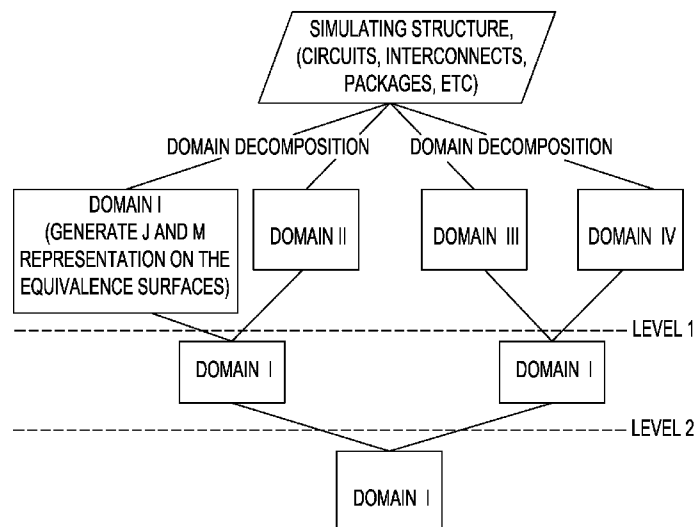 SIMULATING STRUCTURE,
(CIRCUITS, INTERCONNECTS,
PACKAGES, ETC)
DOMAIN DECOMPOSITION
DOMAIN DECOMPOSITION
DOMAIN I
(GENERATE J AND M
REPRESENTATION ON THE
EQUIVALENCE SURFACES)
DOMAIN II
DOMAIN III
DOMAIN IV
LEVEL 1
DOMAIN I
DOMAIN I
LEVEL 2
DOMAIN I